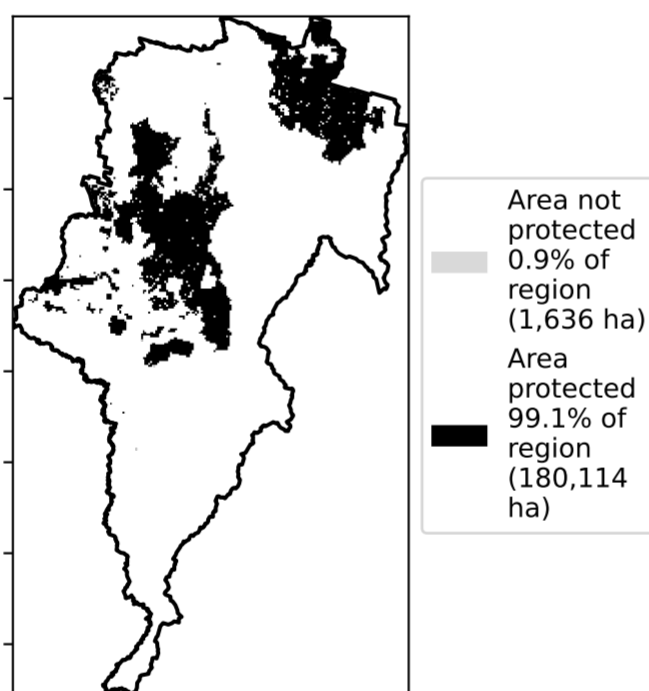 Area not
protected
0.9% of
region
(1,636 ha)
Area
protected
99.1% of
region
(180,114
ha)